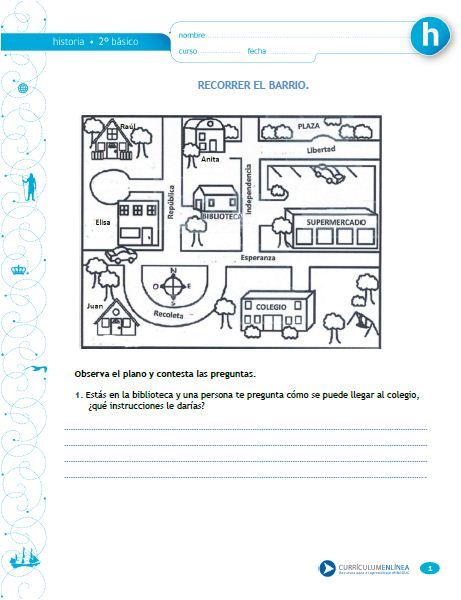 historia • 2º básico
nombre
curso fecha
h
RECORRER EL BARRIO.
Raúl
PLAZA
Libertad
Anita
República
Independencia
BIBLIOTECA
Elisa
SUPERMERCADO
Esperanza
N
O E
S
Juan
Recoleta
COLEGIO
Observa el plano y contesta las preguntas.
1. Estás en la biblioteca y una persona te pregunta cómo se puede llegar al colegio,
¿qué instrucciones le darías?
CURRÍCULUMENLÍNEA
1